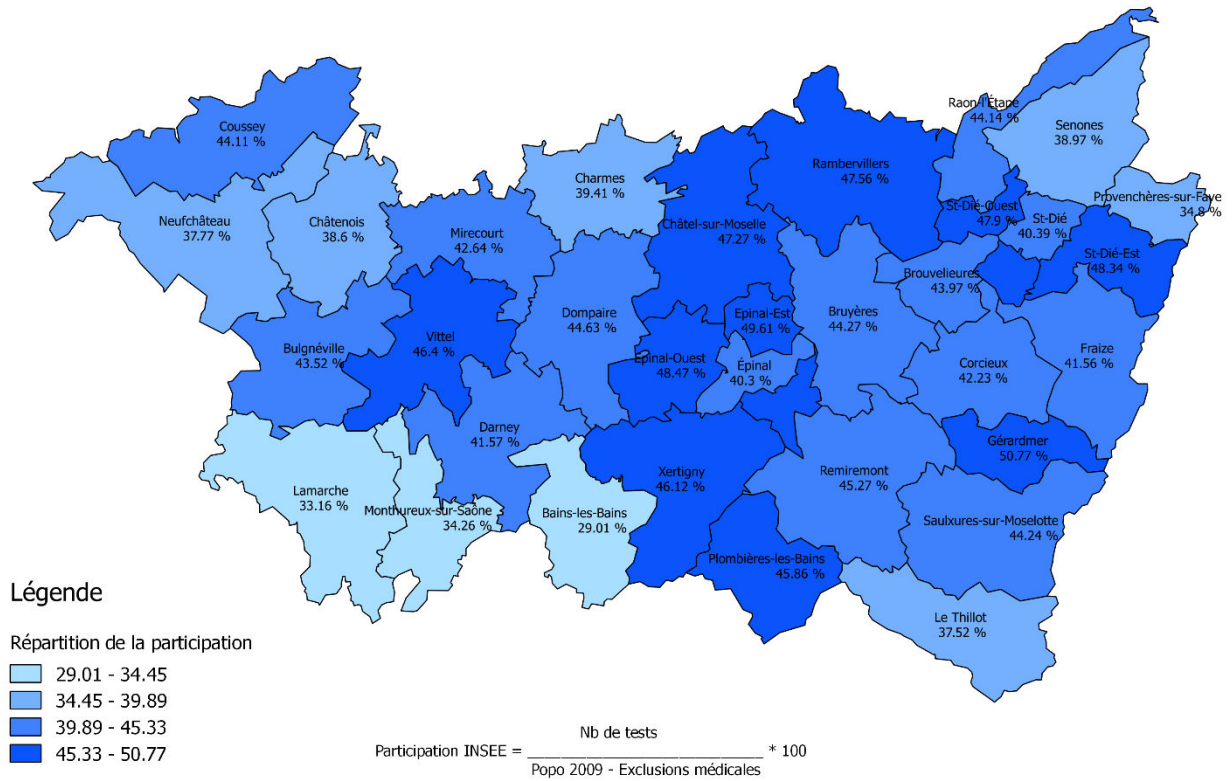 Coussey
44.11 %
Raon-l'Étape
44.14 %
Senones
38.97 %
Rambervillers
47.56 %
Charmes
39.41 %
Provenchères-sur-Fave
34.8 %
Neufchâteau
37.77 %
Châtenois
38.6 %
Mirecourt
42.64 %
Châtel-sur-Moselle
47.27 %
St-Dié-Ouest
47.9 %
St-Dié
40.39 %
St-Dié-Est
48.34 %
Brouvelieures
43.97 %
Vittel
46.4 %
Dompaire
44.63 %
Epinal-Est
49.61 %
Bruyères
44.27 %
Bulgnéville
43.52 %
Epinal-Ouest
48.47 %
Épinal
40.3 %
Corcieux
42.23 %
Fraize
41.56 %
Darney
41.57 %
Gérardmer
50.77 %
Lamarche
33.16 %
Monthureux-sur-Saône
34.26 %
Bains-les-Bains
29.01 %
Xertigny
46.12 %
Remiremont
45.27 %
Saulxures-sur-Moselotte
44.24 %
Plombières-les-Bains
45.86 %
Le Thillot
37.52 %
Légende
Répartition de la participation
29.01 - 34.45
34.45 - 39.89
39.89 - 45.33
45.33 - 50.77
Nb de tests
Participation INSEE = ____________________________ * 100
Popo 2009 - Exclusions médicales